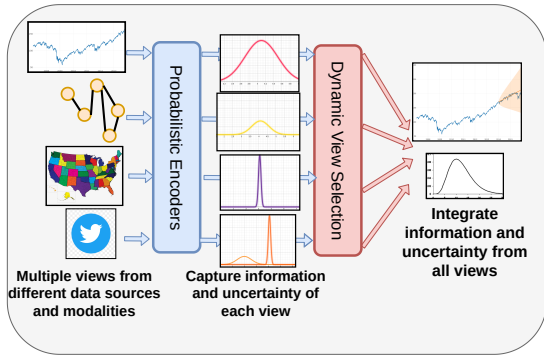 Probabilistic Encoders
Dynamic View Selection
Multiple views from
different data sources
and modalities
Capture information
and uncertainty of
each view
Integrate
information and
uncertainty from
all views